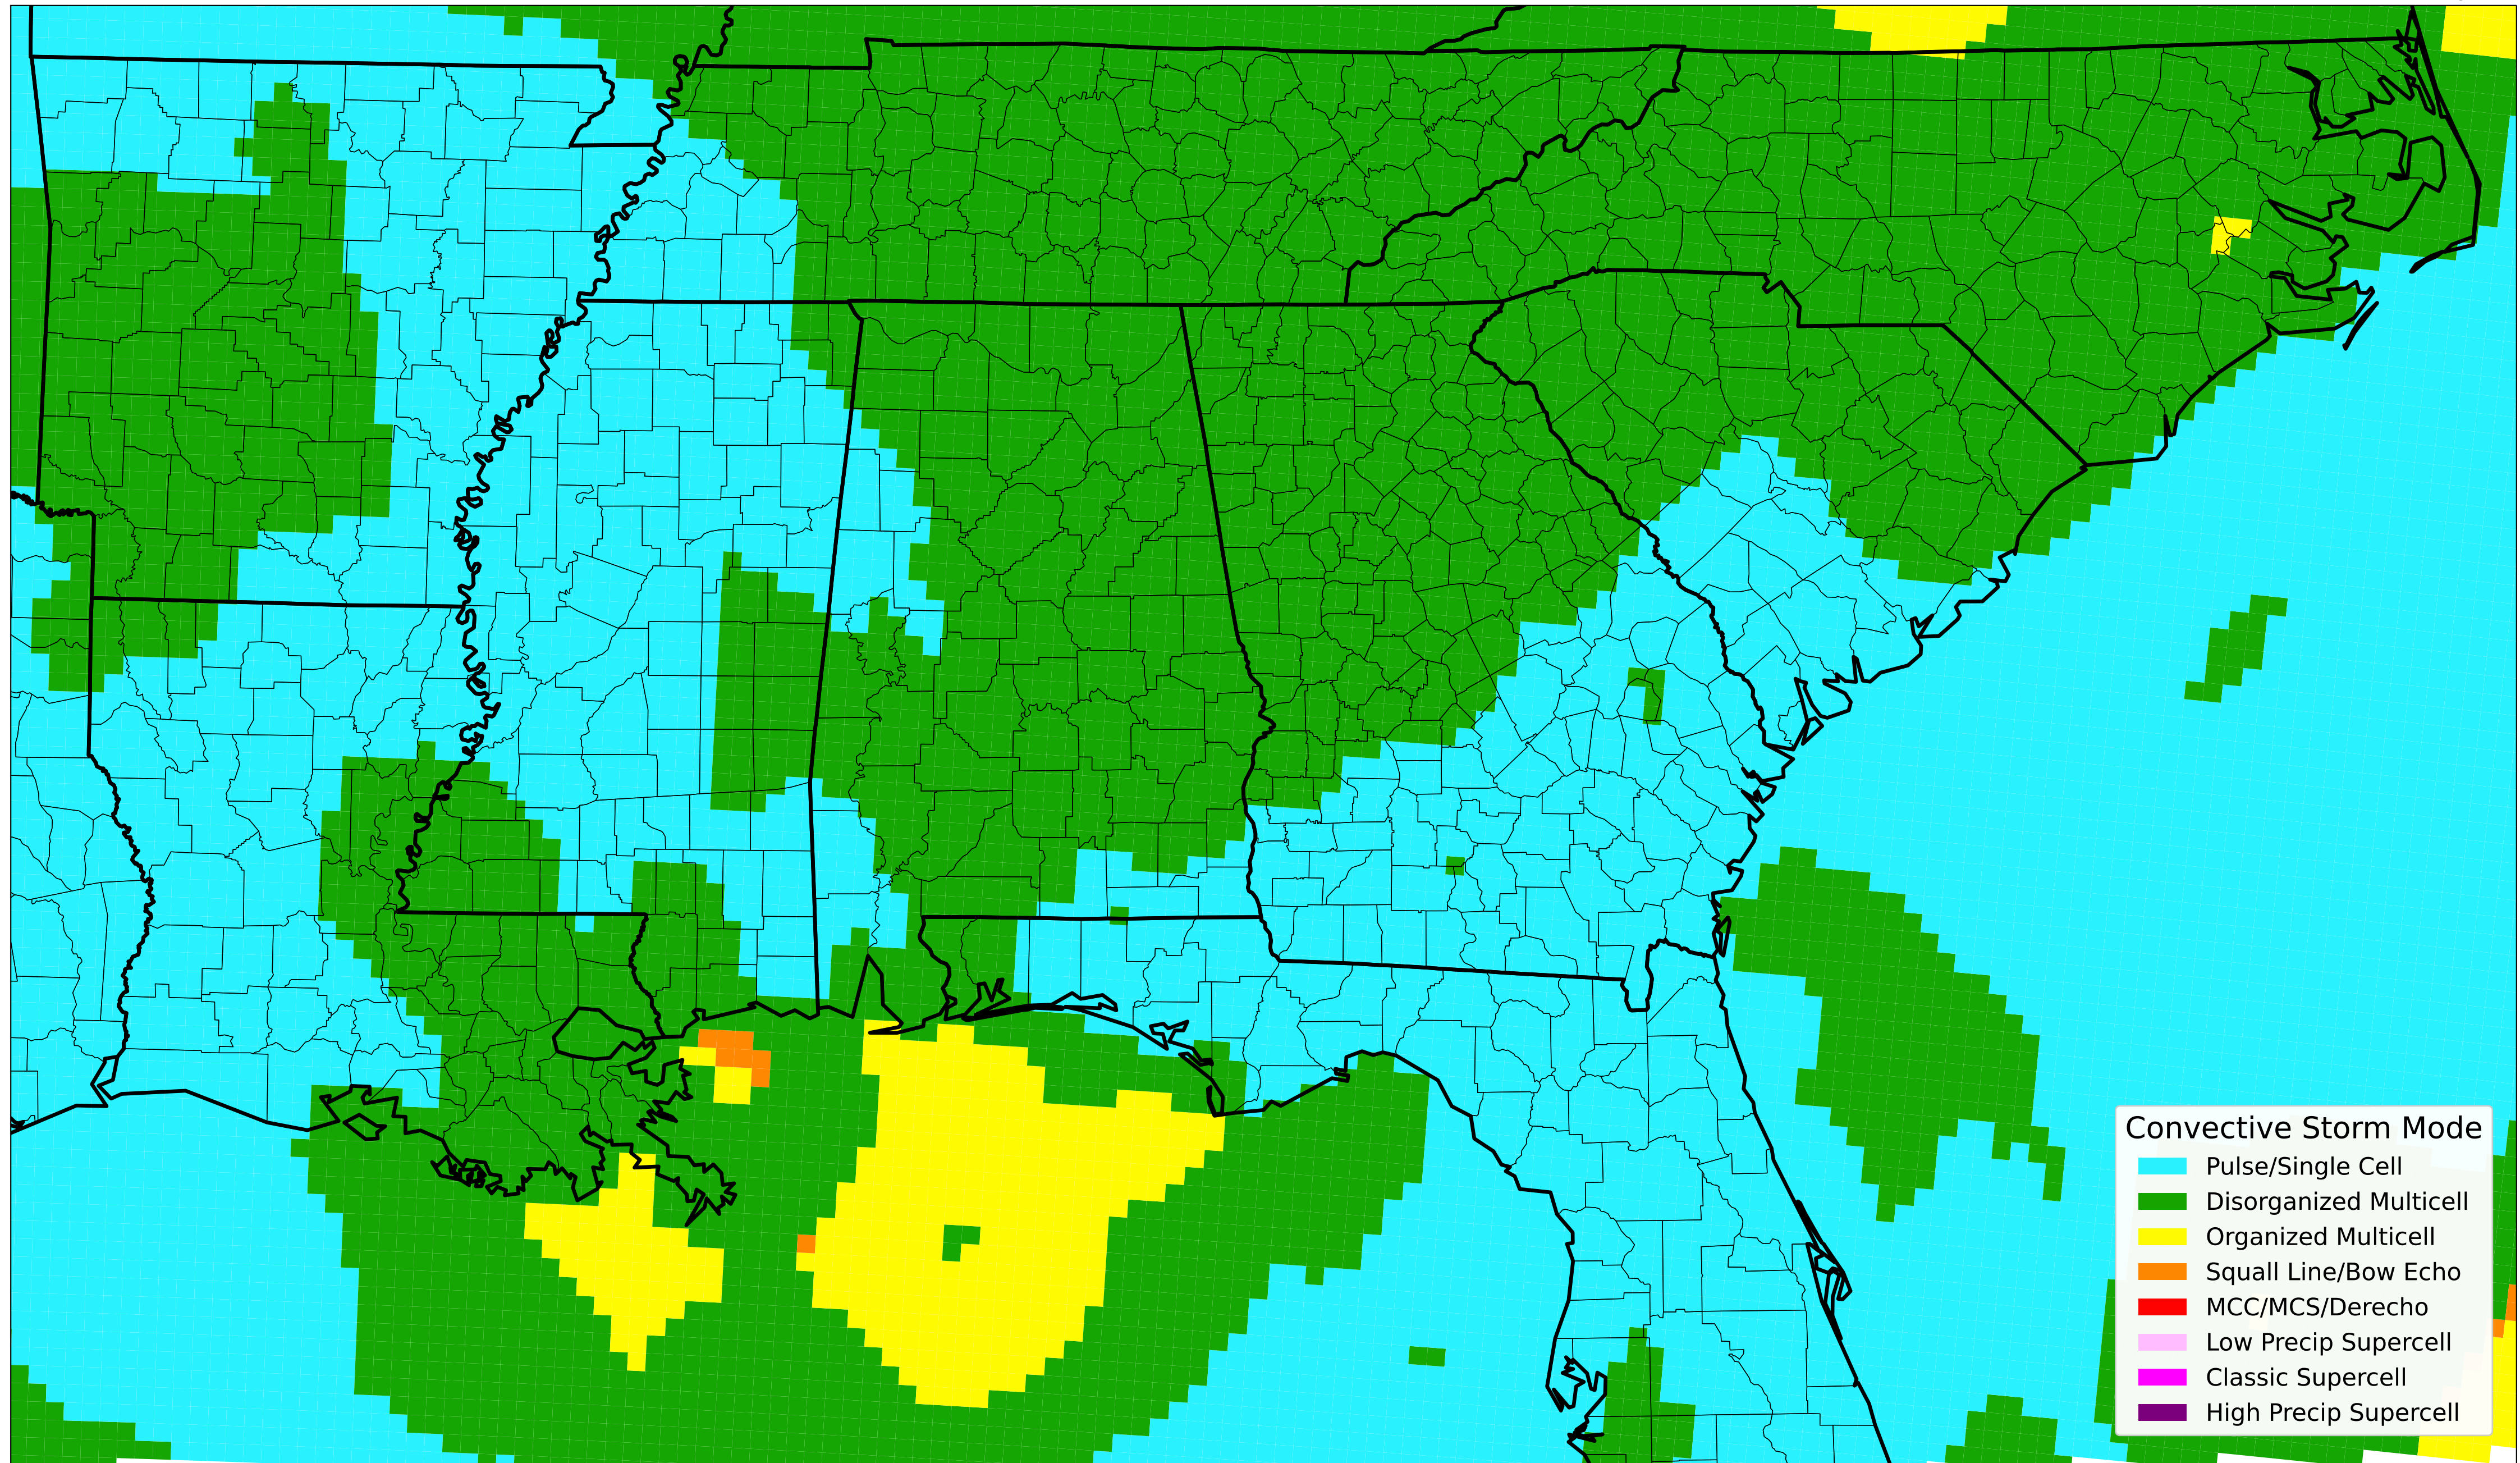 Convective Storm Mode
Pulse/Single Cell
Disorganized Multicell
Organized Multicell
Squall Line/Bow Echo
MCC/MCS/Derecho
Low Precip Supercell
Classic Supercell
High Precip Supercell